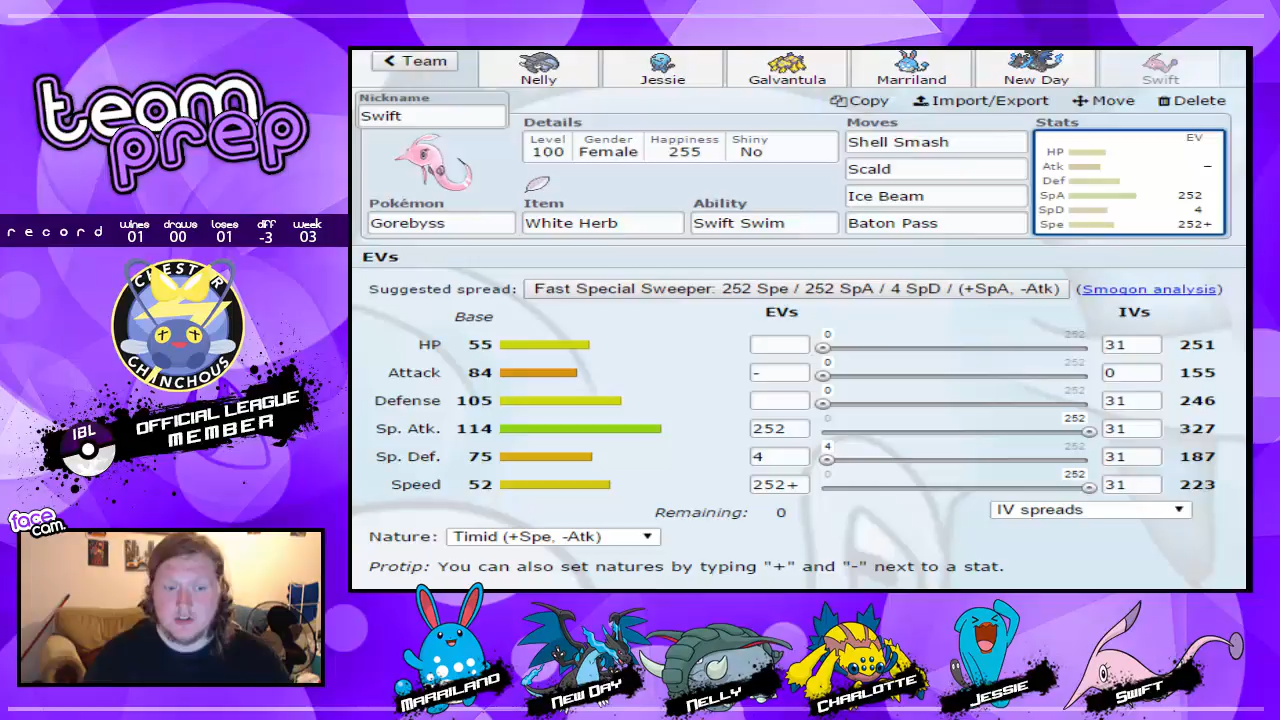 team
prep
record
wines draws loses diff week
01 00 01 -3 03
CHESTER
CHINCHOUS
IBL
OFFICIAL LEAGUE
MEMBER
face
cam.
Team
Nelly Jessie Galvantula Marriland New Day Swift
Nickname
Swift
Copy Import/Export Move Delete
Details
Level Gender Happiness Shiny
100 Female 255 No
Pokémon Item Ability
Gorebyss White Herb Swift Swim
Moves
Shell Smash
Scald
Ice Beam
Baton Pass
Stats
EV
HP
Atk –
Def
SpA 252
SpD 4
Spe 252+
EVs
Suggested spread: Fast Special Sweeper: 252 Spe / 252 SpA / 4 SpD / (+SpA, -Atk) (Smogon analysis)
Base EVs IVs
HP 55 0 252 31 251
Attack 84 - 0 252 0 155
Defense 105 0 252 31 246
Sp. Atk. 114 252 0 252 31 327
Sp. Def. 75 4 4 252 31 187
Speed 52 252+ 0 252 31 223
Remaining: 0 IV spreads
Nature: Timid (+Spe, -Atk)
Protip: You can also set natures by typing "+" and "-" next to a stat.
MARRILAND NEW DAY NELLY CHARLOTTE JESSIE SWIFT